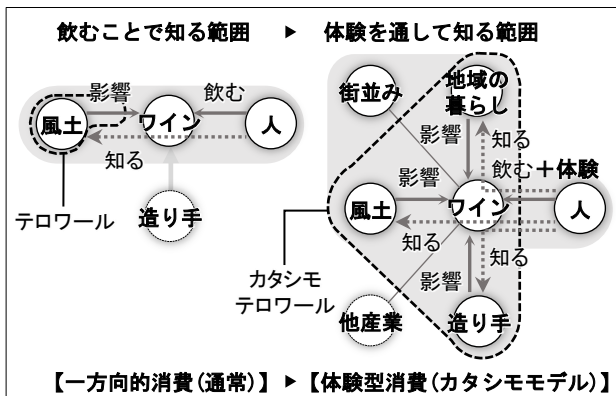 飲むことで知る範囲 ▶ 体験を通して知る範囲
影響
飲む
風土
ワイン
人
知る
テロワール
造り手
街並み
地域の
暮らし
影響
知る
飲む+体験
影響
風土
ワイン
人
知る
知る
カタシモ
テロワール
影響
他産業
造り手
【一方向的消費(通常)】▶【体験型消費(カタシモモデル)】